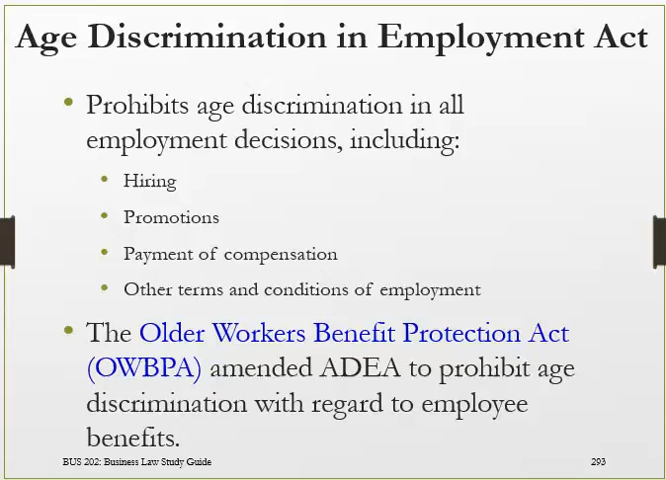 Age Discrimination in Employment Act
• Prohibits age discrimination in all
employment decisions, including:
• Hiring
• Promotions
• Payment of compensation
• Other terms and conditions of employment
• The Older Workers Benefit Protection Act
(OWBPA) amended ADEA to prohibit age
discrimination with regard to employee
benefits.
BUS 202: Business Law Study Guide 293